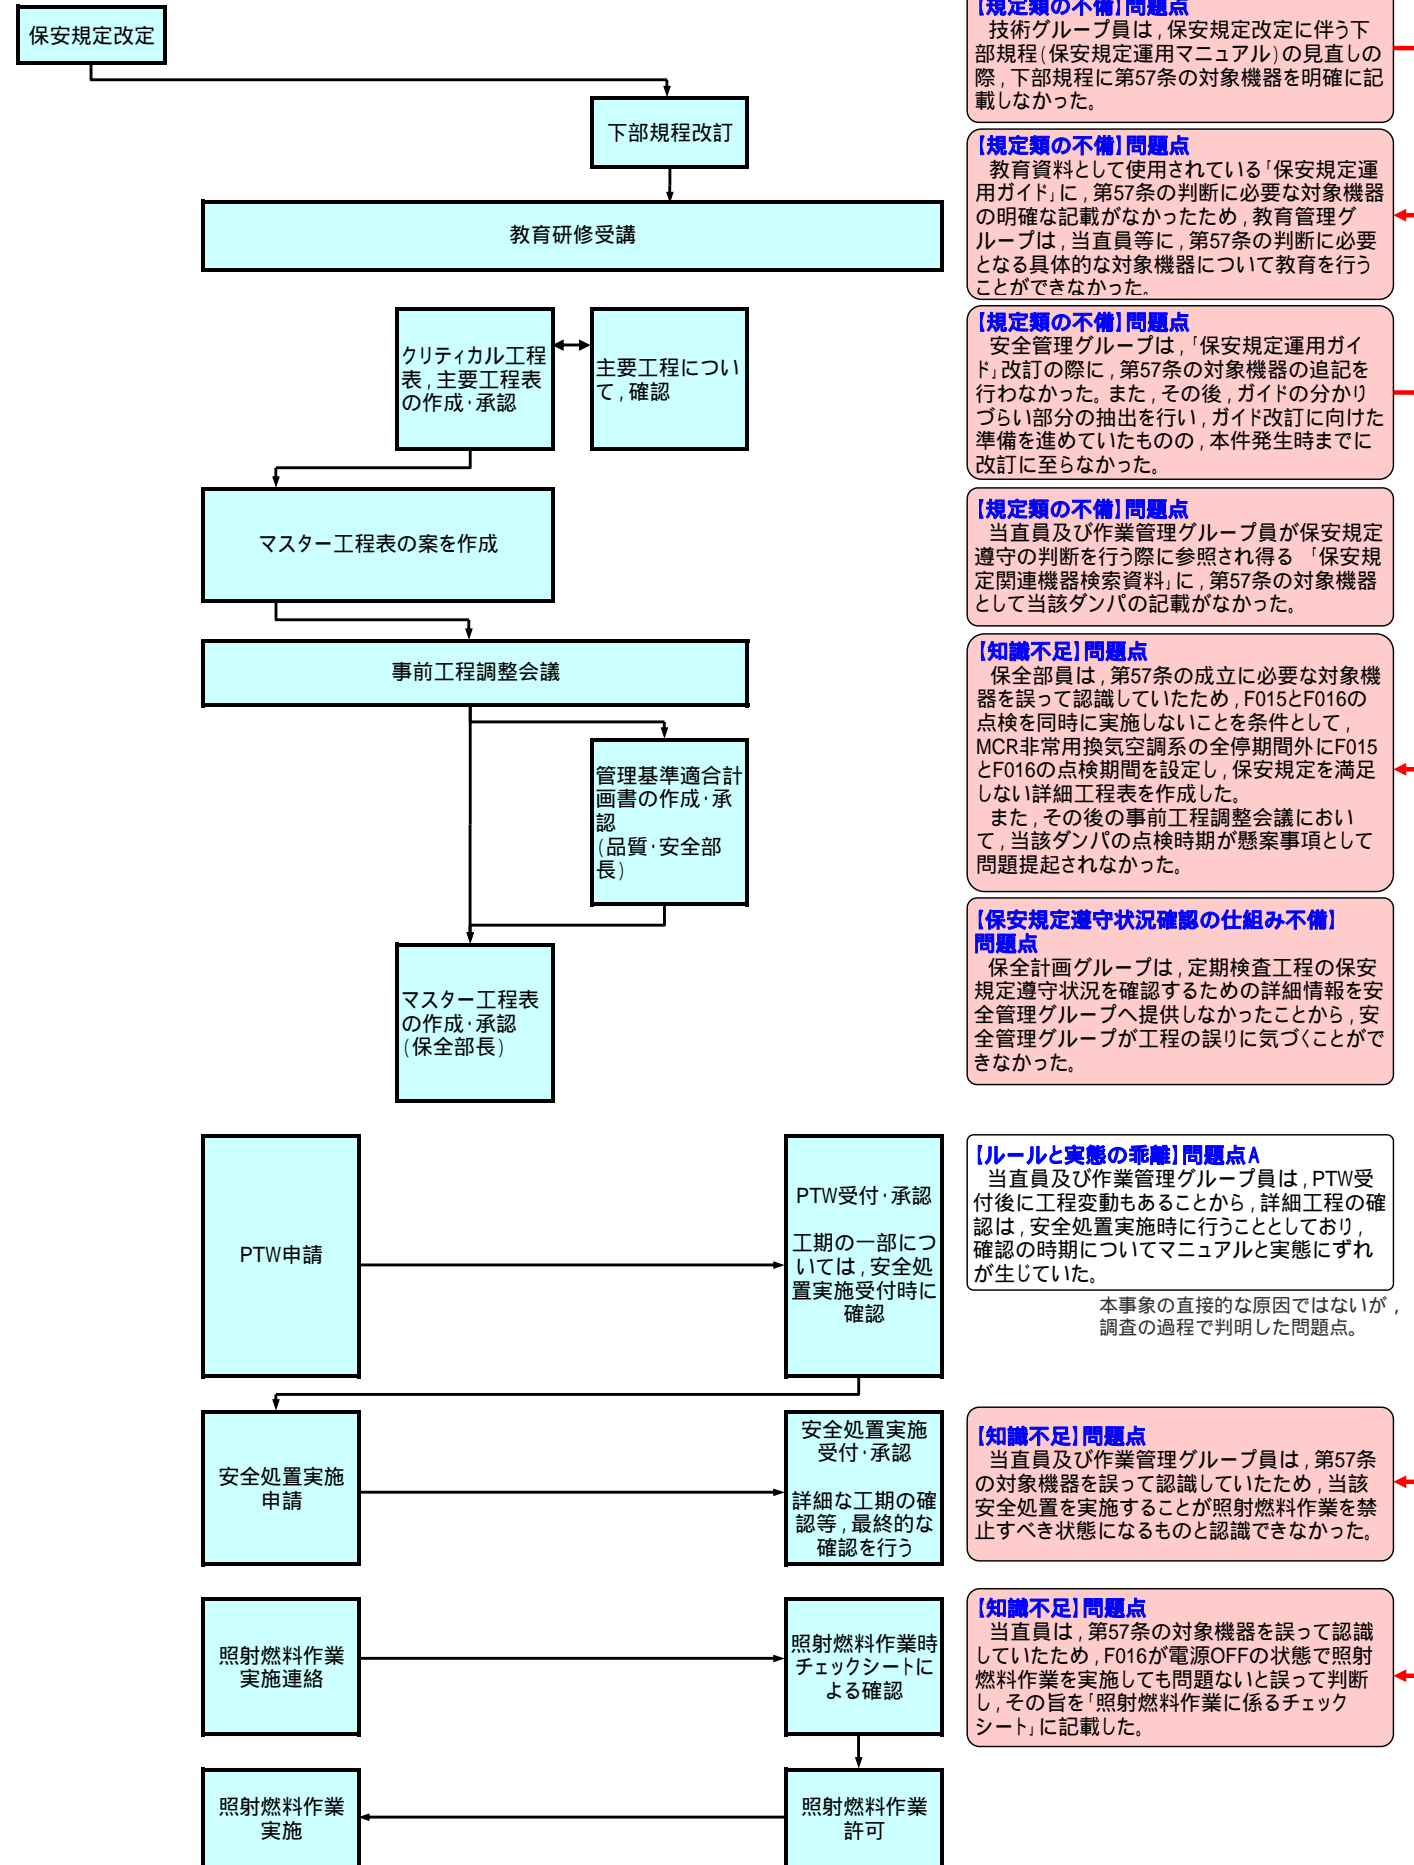 保安規定改定
下部規程改訂
教育研修受講
クリティカル工程
表,主要工程表
の作成・承認
主要工程につい
て,確認
マスター工程表の案を作成
事前工程調整会議
管理基準適合計
画書の作成・承
認
(品質・安全部
長)
マスター工程表
の作成・承認
(保全部長)
PTW申請
PTW受付・承認
工期の一部につ
いては,安全処
置実施受付時に
確認
安全処置実施
申請
安全処置実施
受付・承認
詳細な工期の確
認等,最終的な
確認を行う
照射燃料作業
実施連絡
照射燃料作業時
チェックシートに
よる確認
照射燃料作業
実施
照射燃料作業
許可
【規定類の不備】問題点
技術グループ員は,保安規定改定に伴う下
部規程(保安規定運用マニュアル)の見直しの
際,下部規程に第57条の対象機器を明確に記
載しなかった。
【規定類の不備】問題点
教育資料として使用されている「保安規定運
用ガイド」に,第57条の判断に必要な対象機器
の明確な記載がなかったため,教育管理グ
ループは,当直員等に,第57条の判断に必要
となる具体的な対象機器について教育を行う
ことができなかった。
【規定類の不備】問題点
安全管理グループは,「保安規定運用ガイ
ド」改訂の際に,第57条の対象機器の追記を
行わなかった。また,その後,ガイドの分かり
づらい部分の抽出を行い,ガイド改訂に向けた
準備を進めていたものの,本件発生時までに
改訂に至らなかった。
【規定類の不備】問題点
当直員及び作業管理グループ員が保安規定
遵守の判断を行う際に参照され得る 「保安規
定関連機器検索資料」に,第57条の対象機器
として当該ダンパの記載がなかった。
【知識不足】問題点
保全部員は,第57条の成立に必要な対象機
器を誤って認識していたため,F015とF016の
点検を同時に実施しないことを条件として,
MCR非常用換気空調系の全停期間外にF015
とF016の点検期間を設定し,保安規定を満足
しない詳細工程表を作成した。
また,その後の事前工程調整会議におい
て,当該ダンパの点検時期が懸案事項として
問題提起されなかった。
【保安規定遵守状況確認の仕組み不備】
問題点
保全計画グループは,定期検査工程の保安
規定遵守状況を確認するための詳細情報を安
全管理グループへ提供しなかったことから,安
全管理グループが工程の誤りに気づくことがで
きなかった。
【ルールと実態の乖離】問題点A
当直員及び作業管理グループ員は,PTW受
付後に工程変動もあることから,詳細工程の確
認は,安全処置実施時に行うこととしており,
確認の時期についてマニュアルと実態にずれ
が生じていた。
本事象の直接的な原因ではないが,
調査の過程で判明した問題点。
【知識不足】問題点
当直員及び作業管理グループ員は,第57条
の対象機器を誤って認識していたため,当該
安全処置を実施することが照射燃料作業を禁
止すべき状態になるものと認識できなかった。
【知識不足】問題点
当直員は,第57条の対象機器を誤って認識
していたため,F016が電源OFFの状態で照射
燃料作業を実施しても問題ないと誤って判断
し,その旨を「照射燃料作業に係るチェック
シート」に記載した。